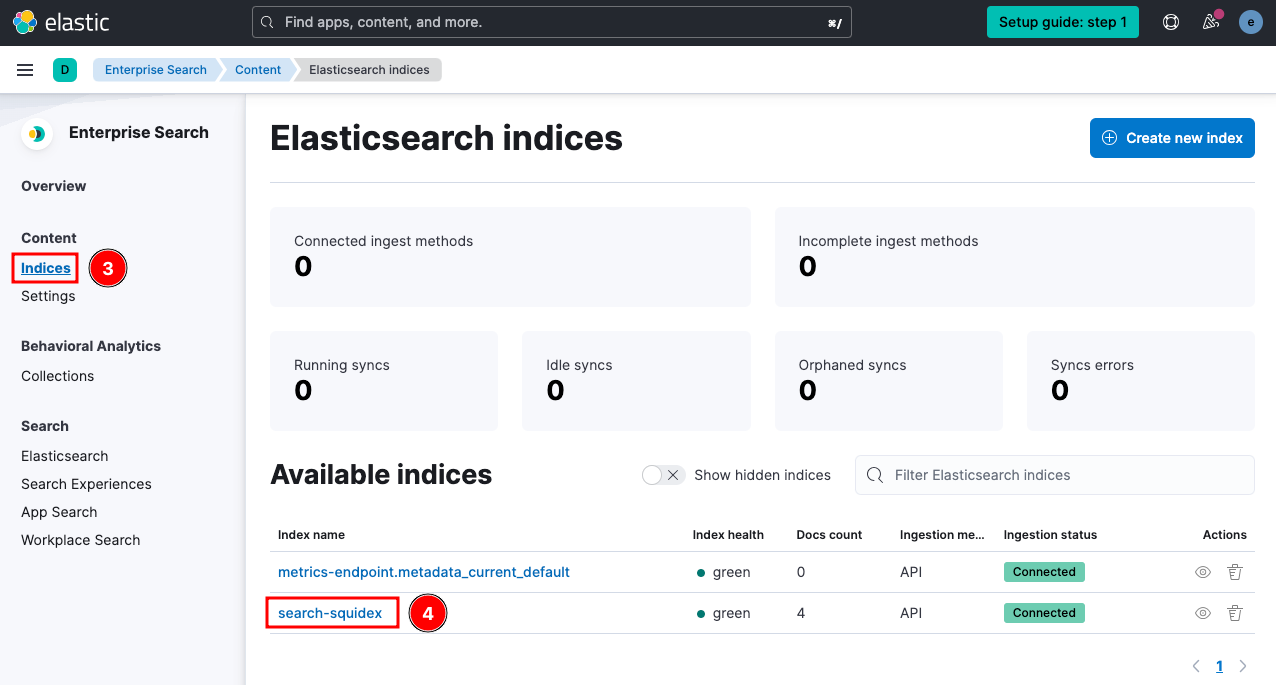 elastic
Find apps, content, and more.
⌘/
Setup guide: step 1
e
D
Enterprise Search
Content
Elasticsearch indices
Enterprise Search
Overview
Content
Indices
3
Settings
Behavioral Analytics
Collections
Search
Elasticsearch
Search Experiences
App Search
Workplace Search
Elasticsearch indices
Create new index
Connected ingest methods
0
Incomplete ingest methods
0
Running syncs
0
Idle syncs
0
Orphaned syncs
0
Syncs errors
0
Available indices
Show hidden indices
Filter Elasticsearch indices
Index name Index health Docs count Ingestion me... Ingestion status Actions
metrics-endpoint.metadata_current_default green 0 API Connected
search-squidex 4 green 4 API Connected
1